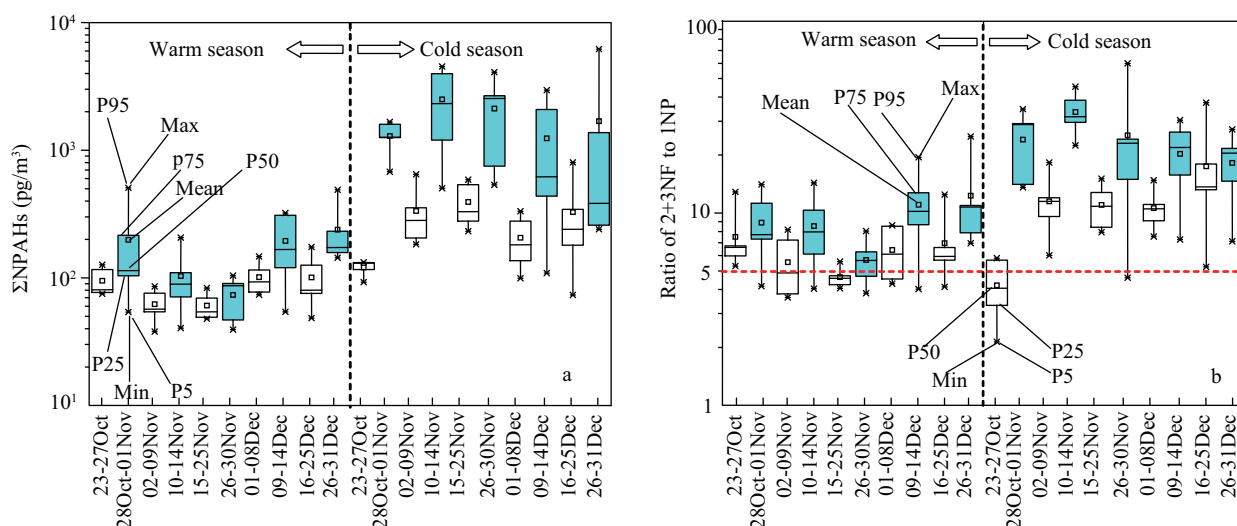 10⁴
10³
10²
10¹
ΣNPAHs (pg/m³)
Warm season
Cold season
P95
Max
p75
Mean
P50
P25
Min
P5
a
23-27Oct
28Oct-01Nov
02-09Nov
10-14Nov
15-25Nov
26-30Nov
01-08Dec
09-14Dec
16-25Dec
26-31Dec
23-27Oct
28Oct-01Nov
02-09Nov
10-14Nov
15-25Nov
26-30Nov
01-08Dec
09-14Dec
16-25Dec
26-31Dec
100
10
5
1
Ratio of 2+3NF to 1NP
Warm season
Cold season
Mean
P75
P95
Max
P50
P25
Min
P5
b
23-27Oct
28Oct-01Nov
02-09Nov
10-14Nov
15-25Nov
26-30Nov
01-08Dec
09-14Dec
16-25Dec
26-31Dec
23-27Oct
28Oct-01Nov
02-09Nov
10-14Nov
15-25Nov
26-30Nov
01-08Dec
09-14Dec
16-25Dec
26-31Dec